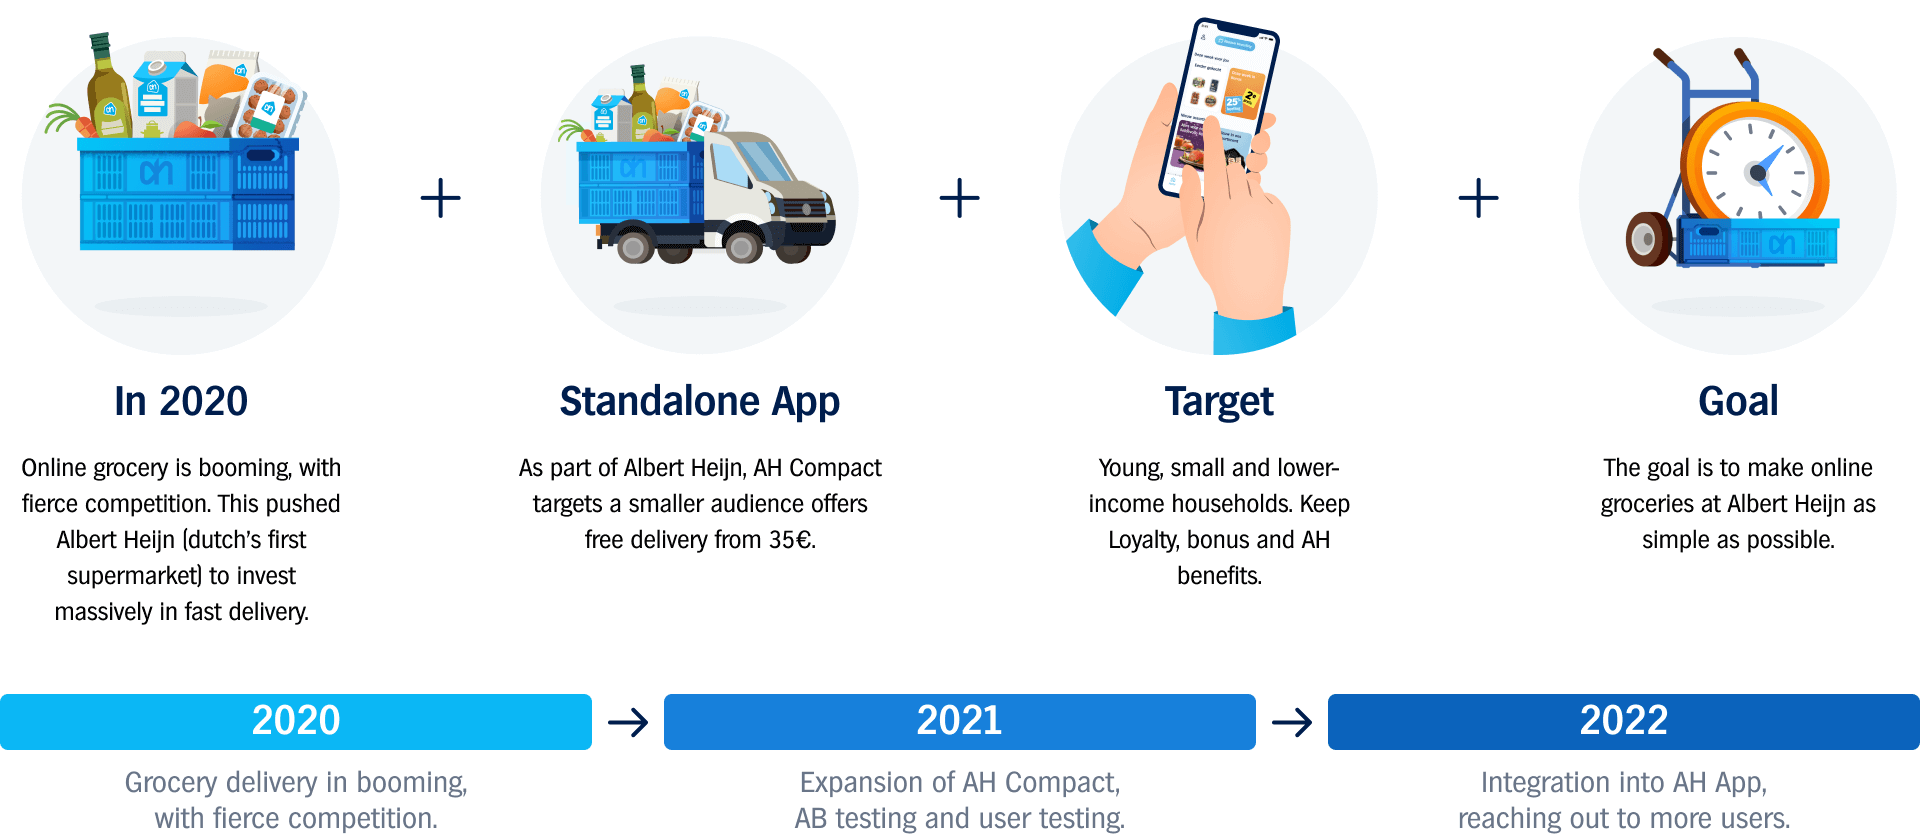 In 2020
Online grocery is booming, with
fierce competition. This pushed
Albert Heijn (dutch's first
supermarket) to invest
massively in fast delivery.
Standalone App
As part of Albert Heijn, AH Compact
targets a smaller audience offers
free delivery from 35€.
Target
Young, small and lower-
income households. Keep
Loyalty, bonus and AH
benefits.
Goal
The goal is to make online
groceries at Albert Heijn as
simple as possible.
2020
Grocery delivery in booming,
with fierce competition.
2021
Expansion of AH Compact,
AB testing and user testing.
2022
Integration into AH App,
reaching out to more users.